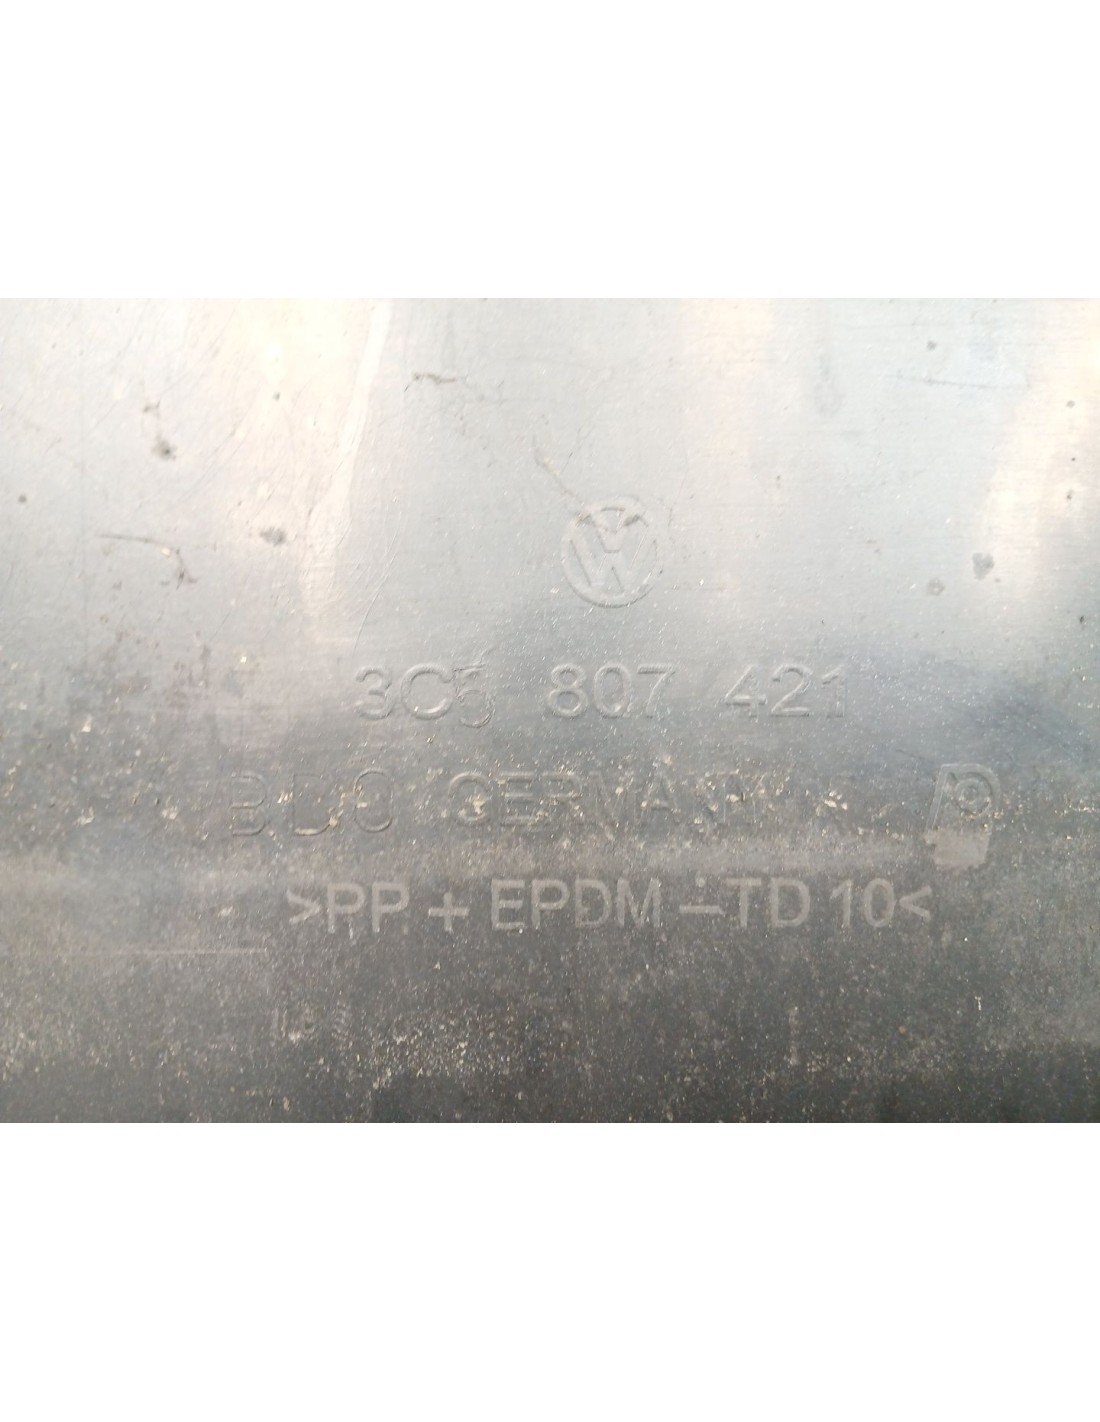 3C5 807 421
GERMANY
>PP + EPDM - TD 10<